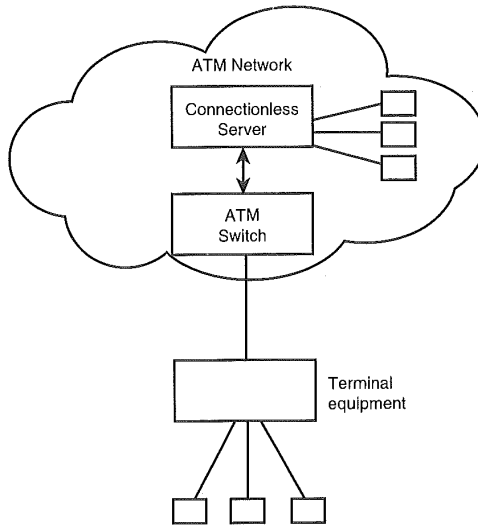 ATM Network
Connectionless
Server
ATM
Switch
Terminal
equipment